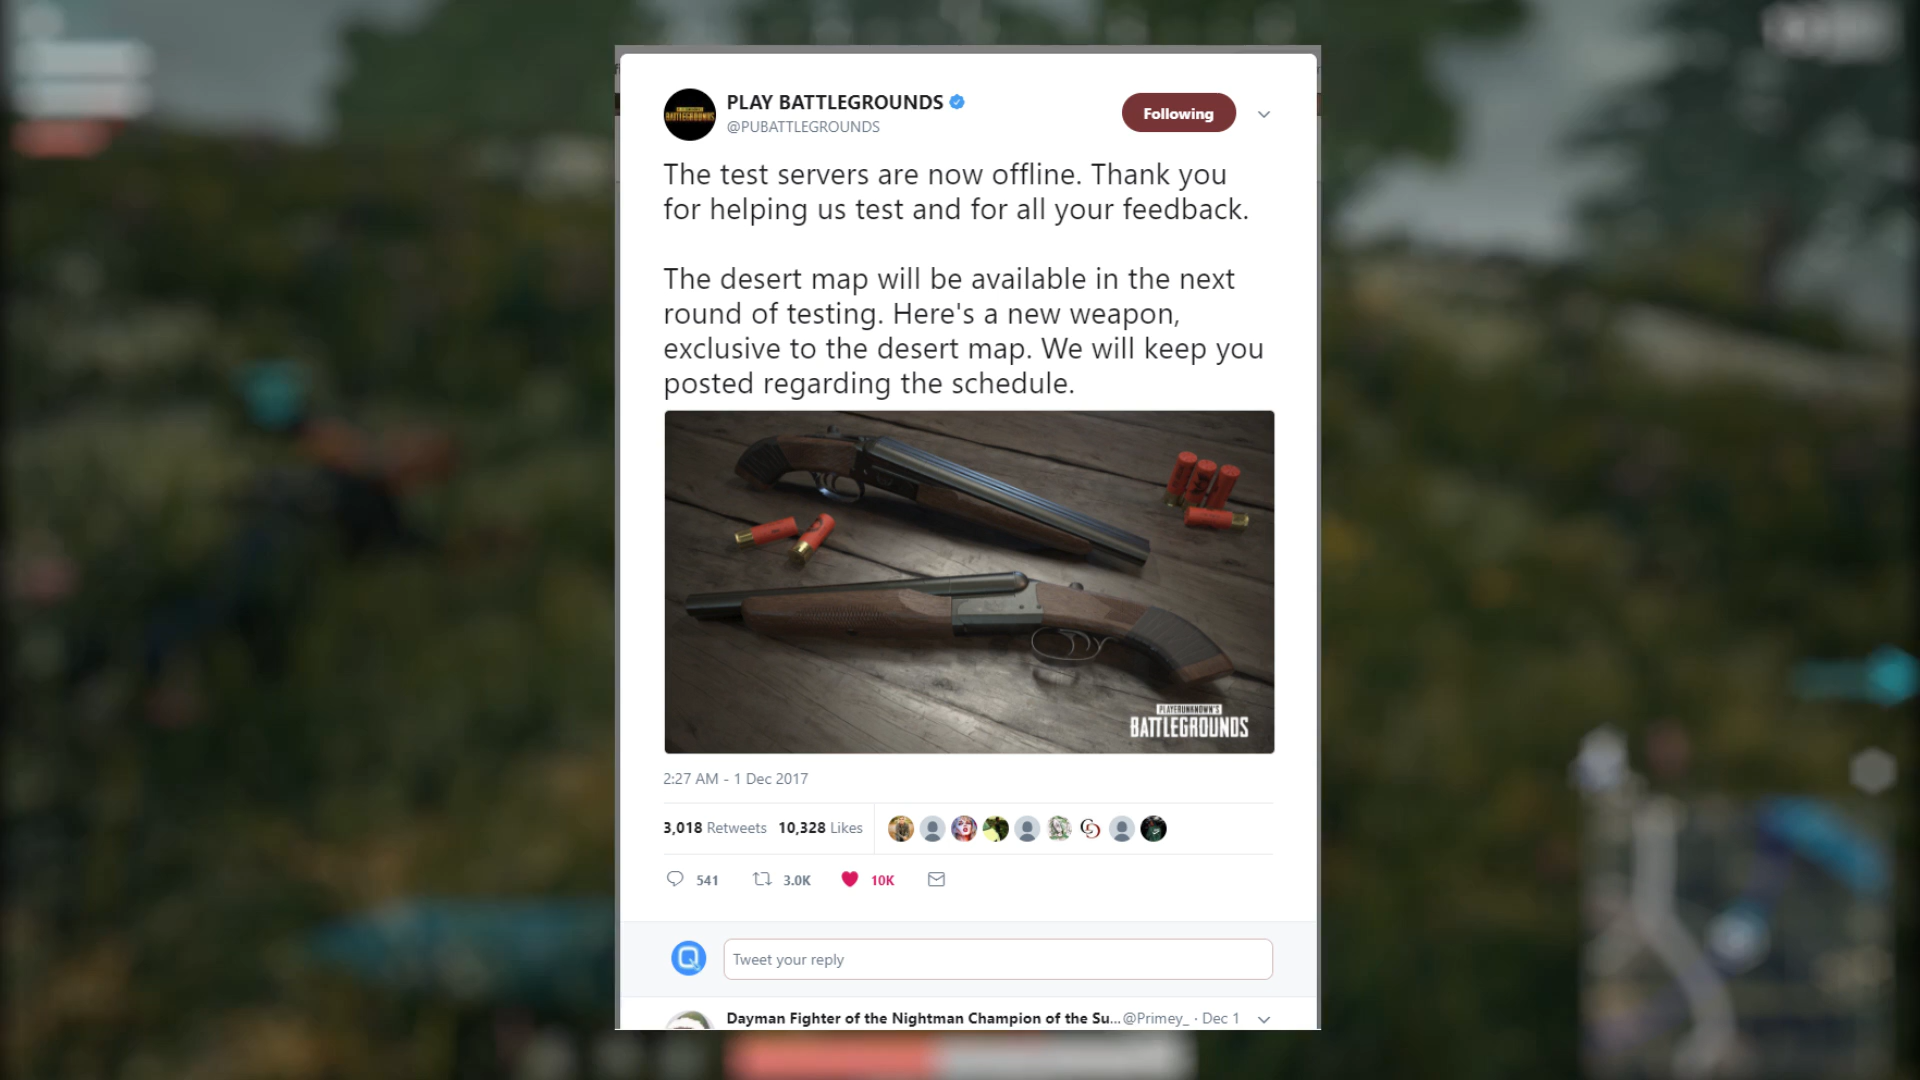 PLAY BATTLEGROUNDS
@PUBATTLEGROUNDS
Following
The test servers are now offline. Thank you
for helping us test and for all your feedback.
The desert map will be available in the next
round of testing. Here's a new weapon,
exclusive to the desert map. We will keep you
posted regarding the schedule.
PLAYERUNKNOWN'S
BATTLEGROUNDS
2:27 AM - 1 Dec 2017
3,018 Retweets 10,328 Likes
541 3.0K 10K
Tweet your reply
Dayman Fighter of the Nightman Champion of the Su... @Primey_ · Dec 1